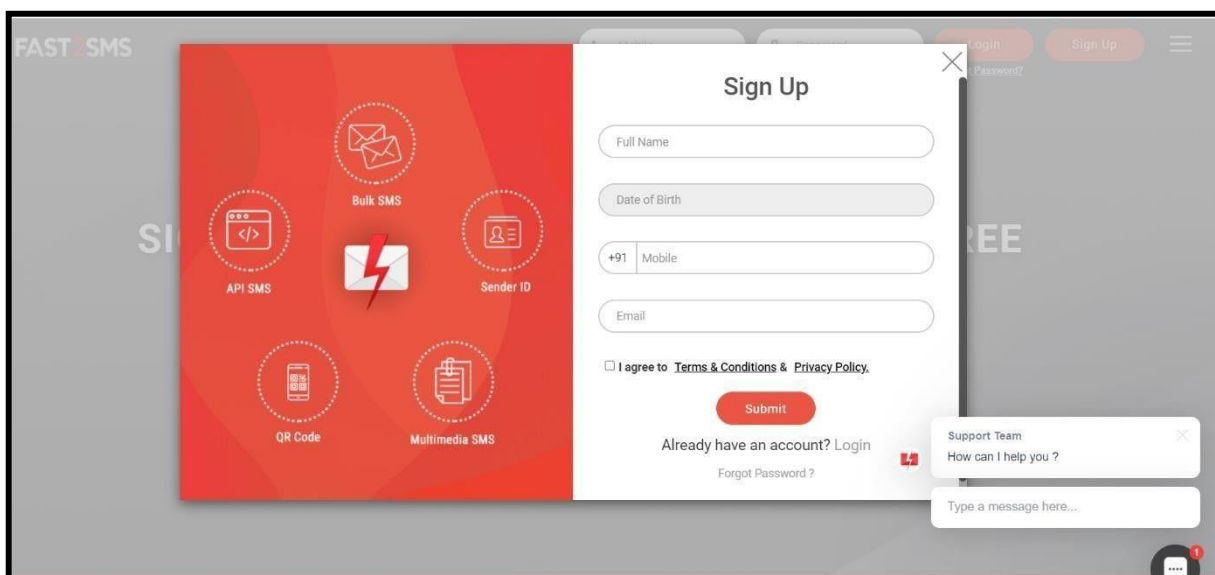 FAST2SMS
Login
Sign Up
Password?
Sign Up
Full Name
Date of Birth
+91 Mobile
Email
I agree to Terms & Conditions & Privacy Policy.
Submit
Already have an account? Login
Forgot Password ?
Bulk SMS
API SMS
Sender ID
QR Code
Multimedia SMS
Support Team
How can I help you ?
Type a message here...
1